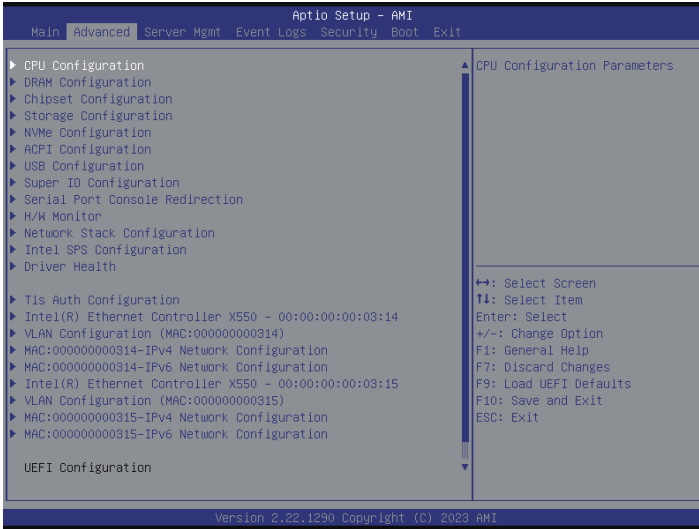 Aptio Setup – AMI
Main Advanced Server Mgmt Event Logs Security Boot Exit
CPU Configuration
DRAM Configuration
Chipset Configuration
Storage Configuration
NVMe Configuration
ACPI Configuration
USB Configuration
Super IO Configuration
Serial Port Console Redirection
H/W Monitor
Network Stack Configuration
Intel SPS Configuration
Driver Health
Tls Auth Configuration
Intel(R) Ethernet Controller X550 – 00:00:00:00:03:14
VLAN Configuration (MAC:000000000314)
MAC:000000000314-IPv4 Network Configuration
MAC:000000000314-IPv6 Network Configuration
Intel(R) Ethernet Controller X550 – 00:00:00:00:03:15
VLAN Configuration (MAC:000000000315)
MAC:000000000315-IPv4 Network Configuration
MAC:000000000315-IPv6 Network Configuration
UEFI Configuration
CPU Configuration Parameters
↔: Select Screen
↑↓: Select Item
Enter: Select
+/-: Change Option
F1: General Help
F7: Discard Changes
F9: Load UEFI Defaults
F10: Save and Exit
ESC: Exit
Version 2.22.1290 Copyright (C) 2023 AMI